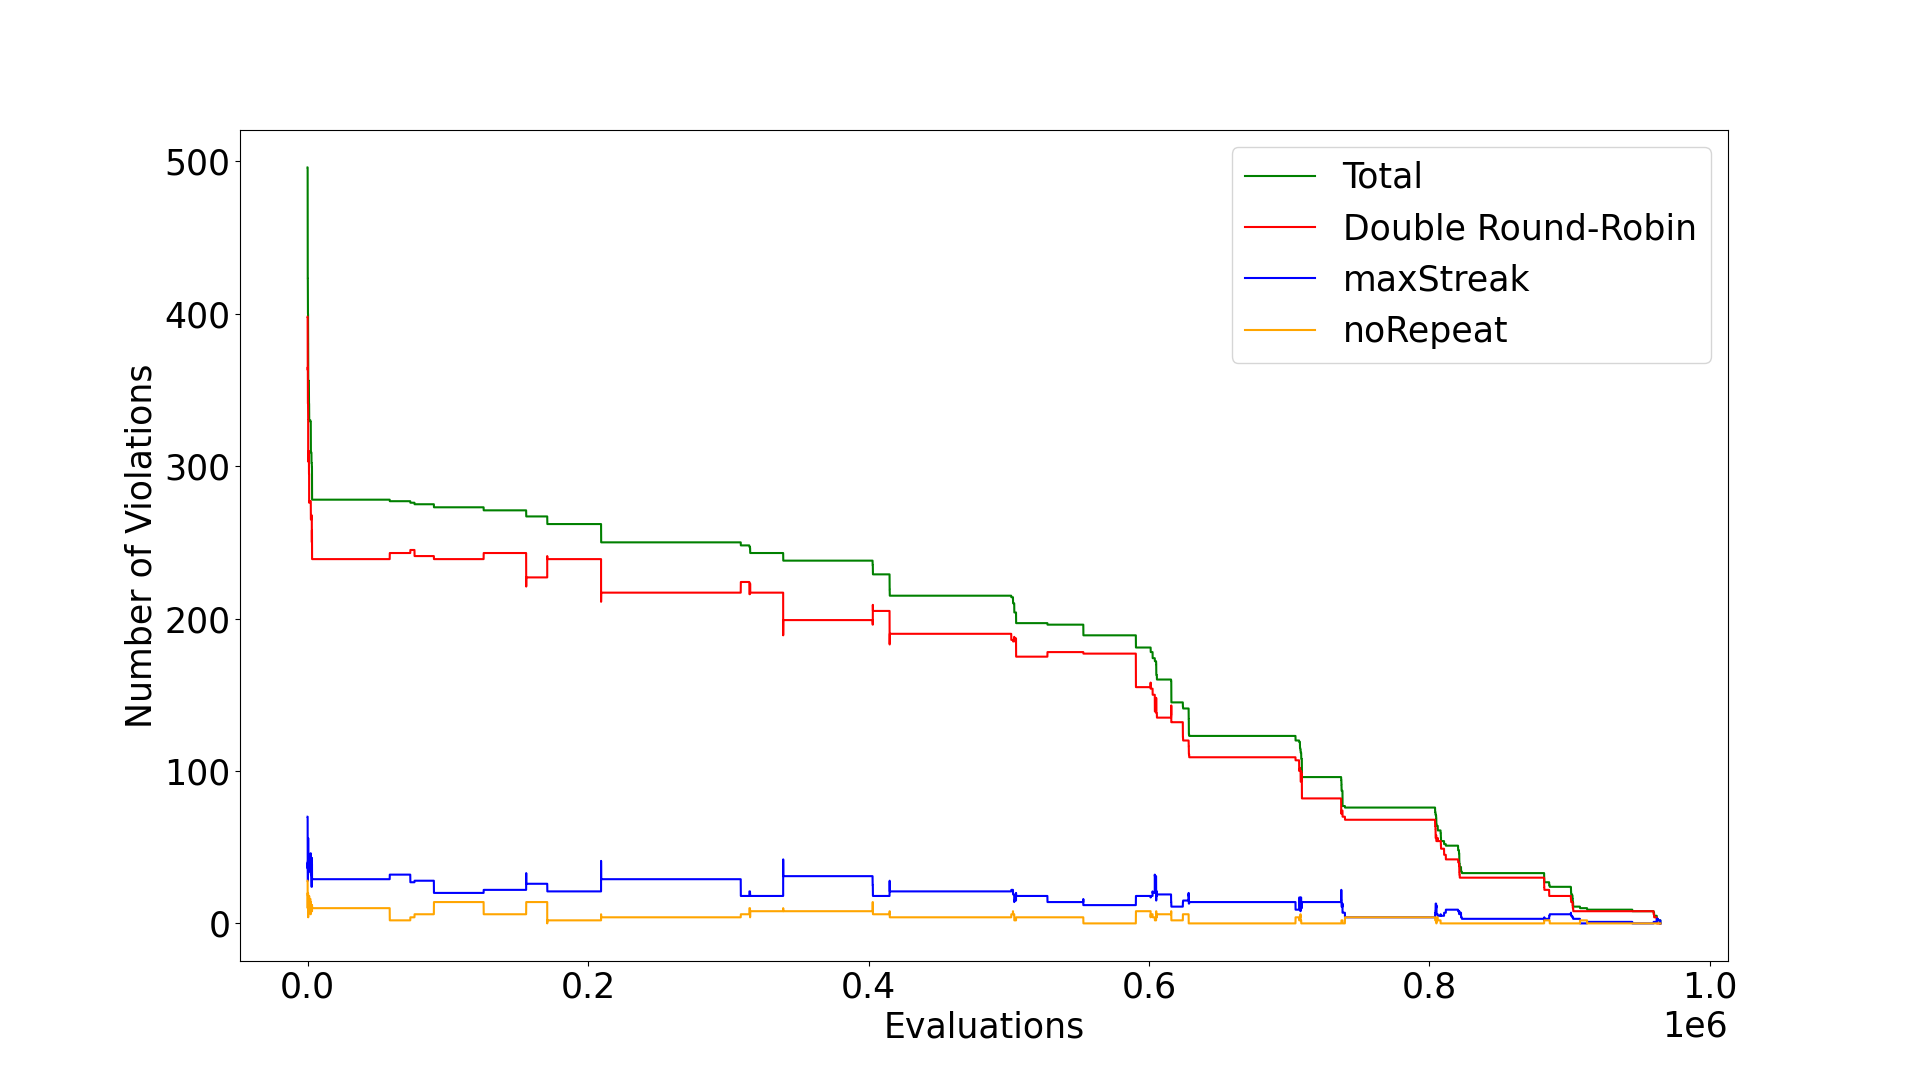 500
400
300
200
100
0
Number of Violations
Total
Double Round-Robin
maxStreak
noRepeat
0.0 0.2 0.4 0.6 0.8 1.0
Evaluations
1e6